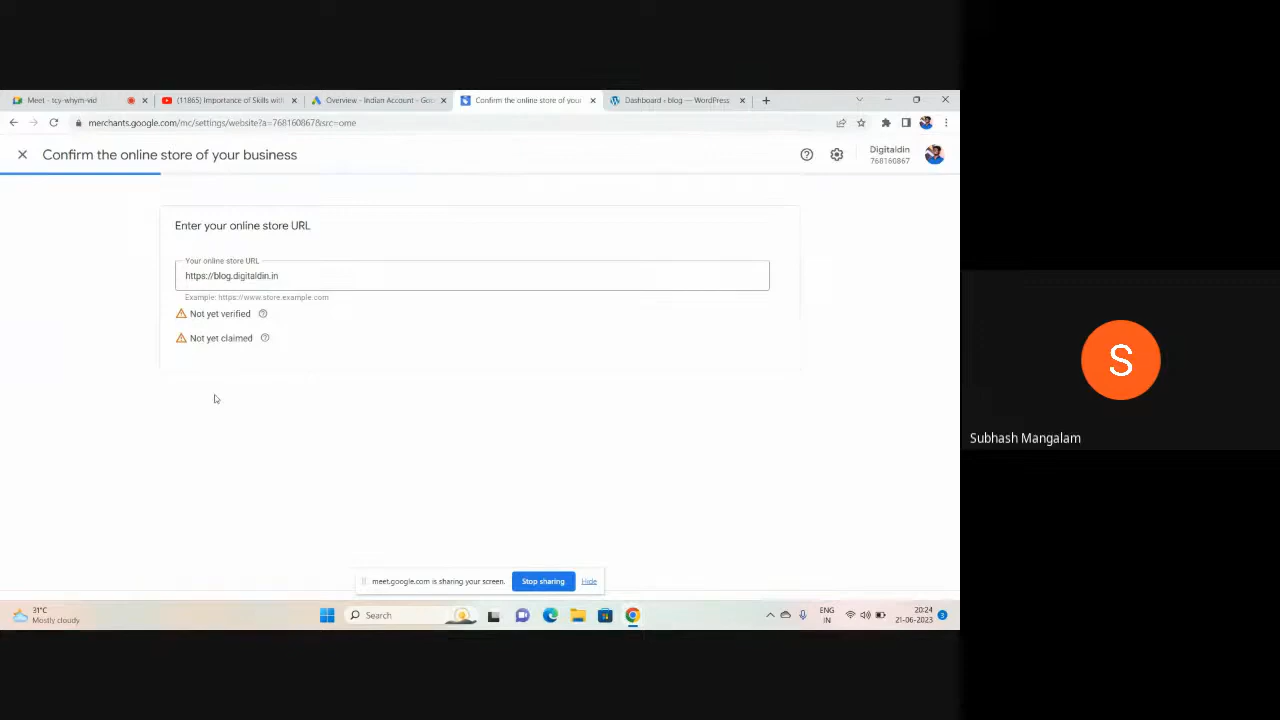 Meet - tcy-whym-vid
(11865) Importance of Skills with
Overview - Indian Account - Goo
Confirm the online store of your
Dashboard ‹ blog — WordPress
merchants.google.com/mc/settings/website?a=768160867&src=ome
Confirm the online store of your business
Digitaldin
768160867
Enter your online store URL
Your online store URL
https://blog.digitaldin.in
Example: https://www.store.example.com
Not yet verified
Not yet claimed
S
Subhash Mangalam
meet.google.com is sharing your screen.
Stop sharing
Hide
31°C
Mostly cloudy
Search
ENG
IN
20:24
21-06-2023
3